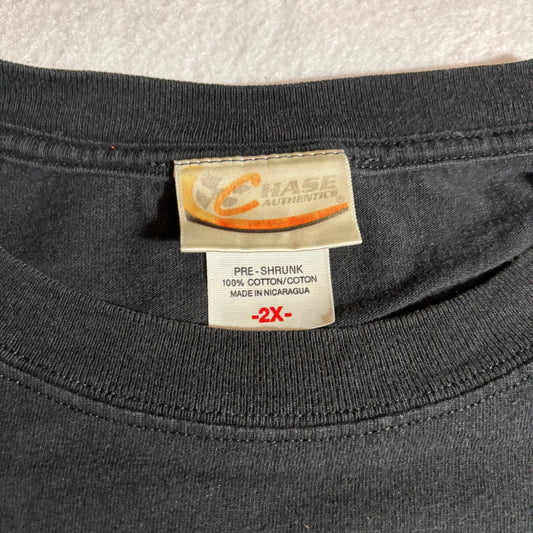 CHASE
AUTHENTICS®
PRE-SHRUNK
100% COTTON/COTON
MADE IN NICARAGUA
-2X-